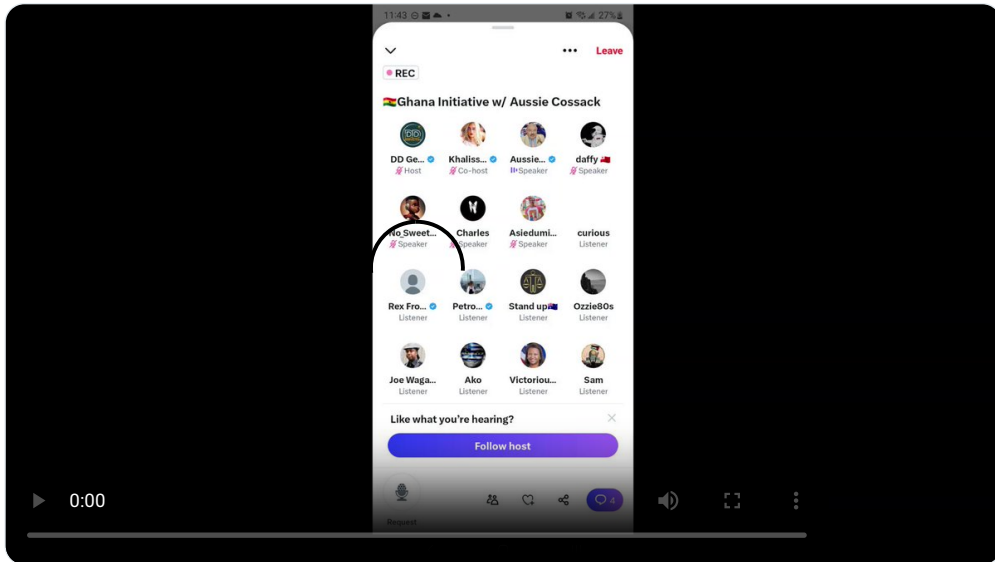 11:43
27%
Leave
REC
Ghana Initiative w/ Aussie Cossack
DD Ge... Khaliss... Aussie... daffy
Host Co-host Speaker Speaker
No_Sweet... Charles Asiedumi... curious
Speaker Speaker Speaker Listener
Rex Fro... Petro... Stand up Ozzie80s
Listener Listener Listener Listener
Joe Waga... Ako Victoriou... Sam
Listener Listener Listener Listener
Like what you're hearing?
Follow host
0:00
4
Request